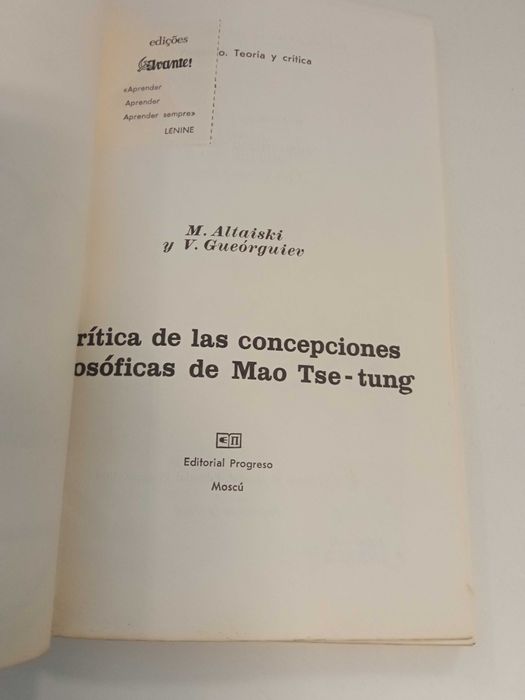 edições
Avante!
«Aprender
Aprender
Aprender sempre»
LENINE
o. Teoria y crítica
M. Altaiski
y V. Gueórguiev
rítica de las concepciones
osóficas de Mao Tse-tung
Editorial Progreso
Moscú